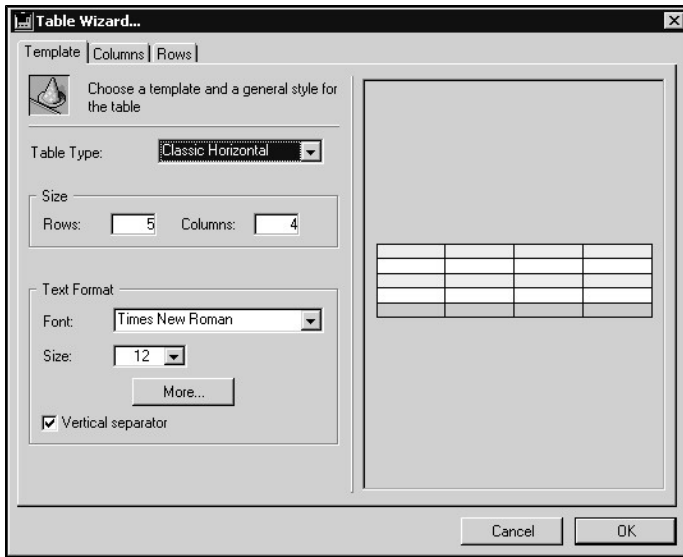 Table Wizard...
Template Columns Rows
Choose a template and a general style for
the table
Table Type: Classic Horizontal
Size
Rows: 5 Columns: 4
Text Format
Font: Times New Roman
Size: 12
More...
Vertical separator
Cancel OK